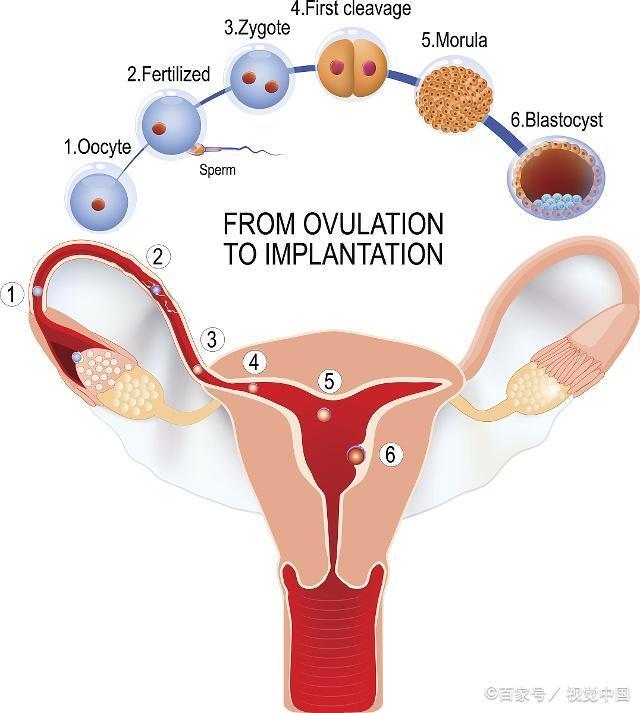 4.First cleavage
3.Zygote
5.Morula
2.Fertilized
6.Blastocyst
1.Oocyte
Sperm
FROM OVULATION
TO IMPLANTATION
2
1
3
4
5
6
©百家号／视觉中国